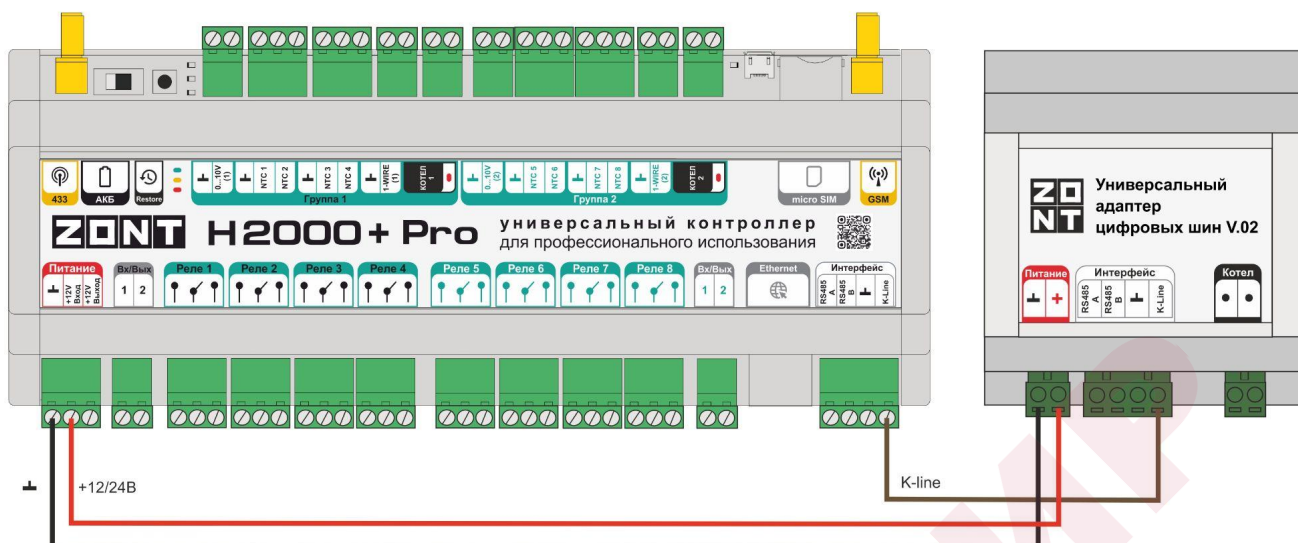 433
АКБ
Restore
0...10V (1)
NTC 1
NTC 2
NTC 3
NTC 4
1-WIRE (1)
КОТЕЛ 1
Группа 1
0...10V (2)
NTC 5
NTC 6
NTC 7
NTC 8
1-WIRE (2)
КОТЕЛ 2
Группа 2
micro SIM
GSM
ZONT H2000+ Pro
универсальный контроллер
для профессионального использования
Питание
+12V Вход
+12V Выход
Вх/Вых
1 2
Реле 1
Реле 2
Реле 3
Реле 4
Реле 5
Реле 6
Реле 7
Реле 8
Вх/Вых
1 2
Ethernet
Интерфейс
RS485 A
RS485 B
K-Line
ZONT
Универсальный
адаптер
цифровых шин V.02
Питание
+
Интерфейс
RS485 A
RS485 B
K-Line
Котел
+12/24В
K-line
ИР